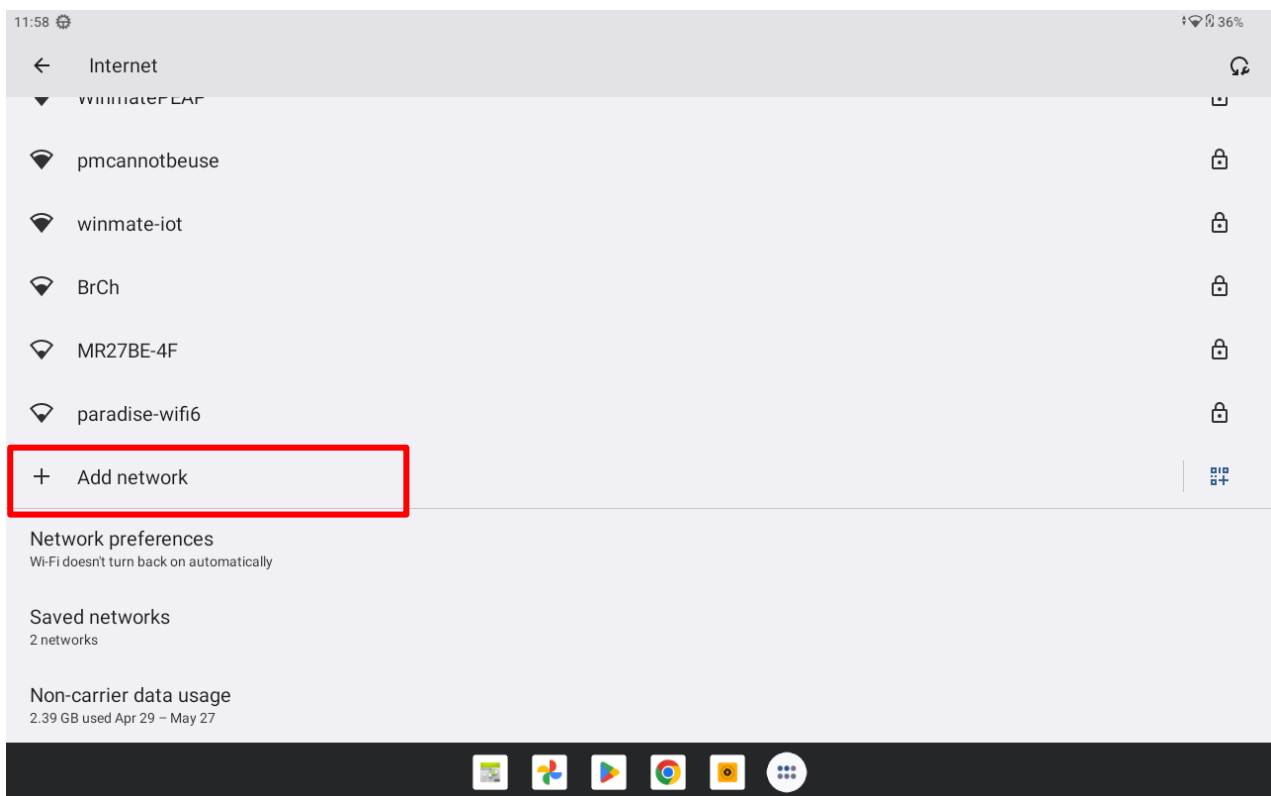 11:58
36%
Internet
WinmatePEAP
pmcannotbeuse
winmate-iot
BrCh
MR27BE-4F
paradise-wifi6
Add network
Network preferences
Wi-Fi doesn't turn back on automatically
Saved networks
2 networks
Non-carrier data usage
2.39 GB used Apr 29 – May 27